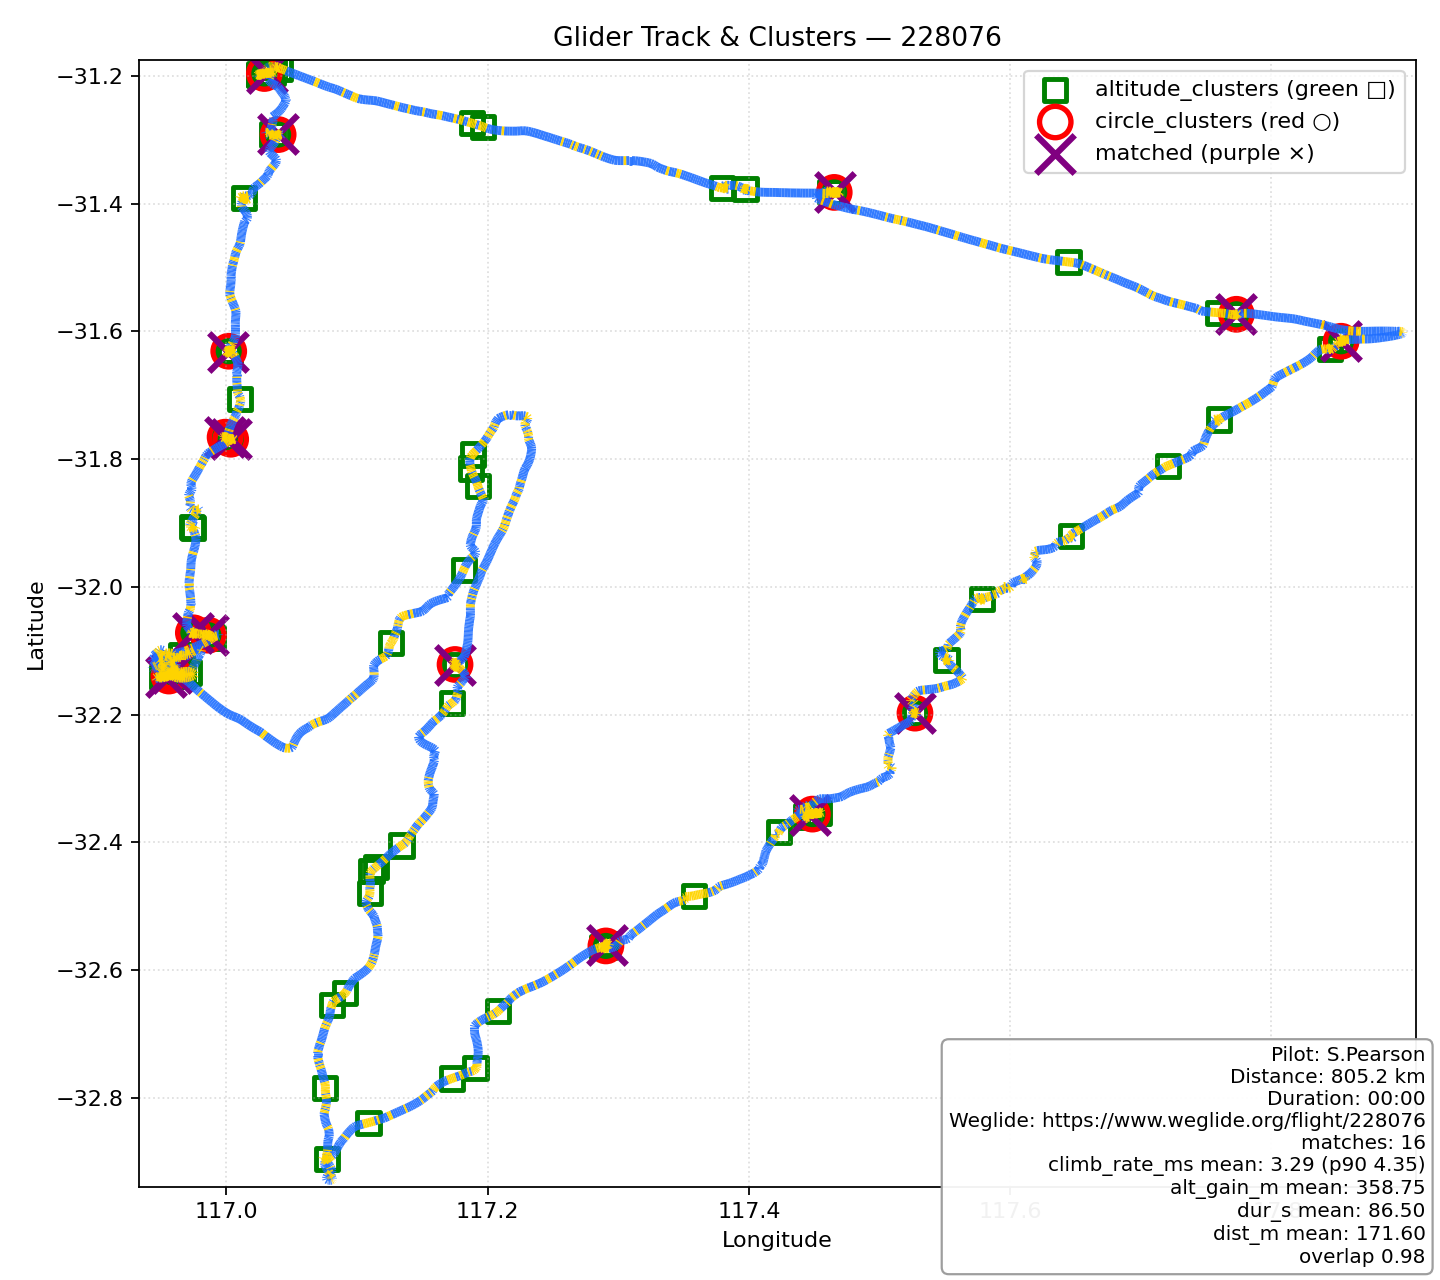 Glider Track & Clusters — 228076
altitude_clusters (green □)
circle_clusters (red ○)
matched (purple ×)
Latitude
−31.2
−31.4
−31.6
−31.8
−32.0
−32.2
−32.4
−32.6
−32.8
117.0
117.2
117.4
117.6
Longitude
Pilot: S.Pearson
Distance: 805.2 km
Duration: 00:00
Weglide: https://www.weglide.org/flight/228076
matches: 16
climb_rate_ms mean: 3.29 (p90 4.35)
alt_gain_m mean: 358.75
dur_s mean: 86.50
dist_m mean: 171.60
overlap 0.98